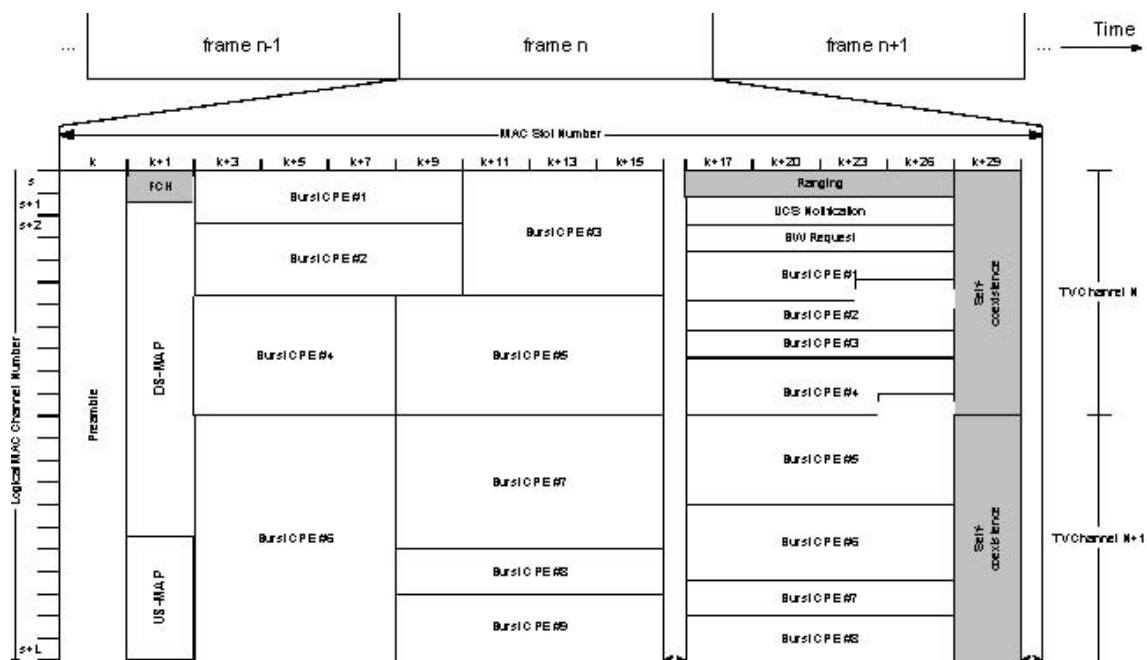 ... frame n-1 frame n frame n+1 ... Time
MAC Slot Number
k k+1 k+3 k+5 k+7 k+9 k+11 k+13 k+15 k+17 k+20 k+23 k+26 k+29
Logical MAC Channel Number
s
s+1
s+2
s+L
Preamble
FCH
DS-MAP
US-MAP
Burst CPE #1
Burst CPE #2
Burst CPE #3
Burst CPE #4
Burst CPE #5
Burst CPE #6
Burst CPE #7
Burst CPE #8
Burst CPE #9
Ranging
UCS Notification
BW Request
Burst CPE #1
Burst CPE #2
Burst CPE #3
Burst CPE #4
Burst CPE #5
Burst CPE #6
Burst CPE #7
Burst CPE #8
Self-
coexistence
Self-
coexistence
TV Channel N
TV Channel N+1